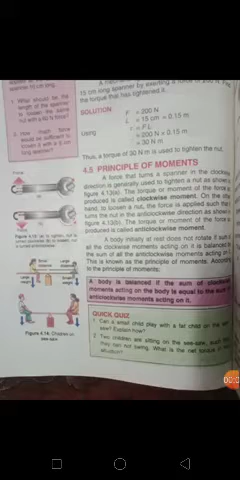 15 cm long spanner by exerting a force of 200 N. Find
the torque that has tightened it.
SOLUTION
F = 200N
L = 15 cm = 0.15 m
Using
τ = F L
= 200 N x 0.15 m
= 30 N m
Thus, a torque of 30 N m is used to tighten the nut.
4.5 PRINCIPLE OF MOMENTS
A force that turns a spanner in the clockwise
direction is generally used to tighten a nut as shown in
figure 4.13(a). The torque or moment of the force so
produced is called clockwise moment. On the other
hand, to loosen a nut, the force is applied such that it
turns the nut in the anticlockwise direction as shown in
figure 4.13(b). The torque or moment of the force so
produced is called anticlockwise moment.
A body initially at rest does not rotate if sum of
all the clockwise moments acting on it is balanced by
the sum of all the anticlockwise moments acting on it.
This is known as the principle of moments. According
to the principle of moments:
A body is balanced if the sum of clockwise
moments acting on the body is equal to the sum of
anticlockwise moments acting on it.
QUICK QUIZ
1. Can a small child play with a fat child on the see-
saw? Explain how?
2. Two children are sitting on the see-saw, such that
they can not swing. What is the net torque in this
situation?
1. What should be the
length of the spanner
to loosen the same
nut with a 60 N force?
2. How much force
would be sufficient to
loosen it with a 6 cm
long spanner?
Force
Figure 4.14: Children on
see-saw.
00:0